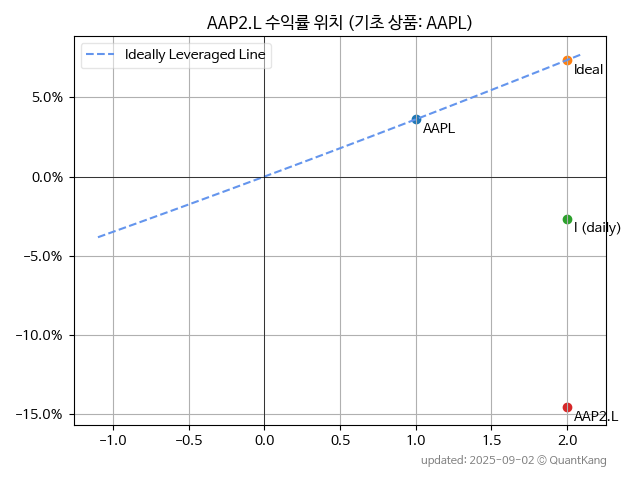 AAP2.L 수익률 위치 (기초 상품: AAPL)
Ideally Leveraged Line
Ideal
5.0%
AAPL
0.0%
I (daily)
−5.0%
−10.0%
−15.0%
AAP2.L
−1.0 −0.5 0.0 0.5 1.0 1.5 2.0
updated: 2025-09-02 © QuantKang